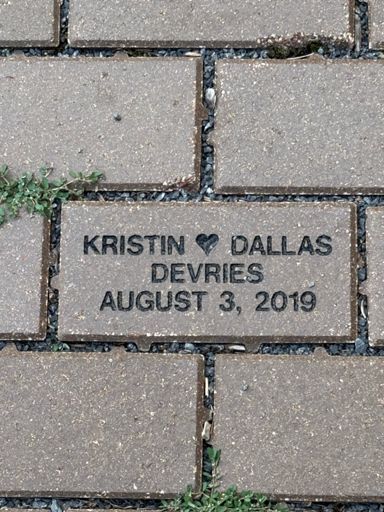 KRISTIN ♥ DALLAS
DEVRIES
AUGUST 3, 2019